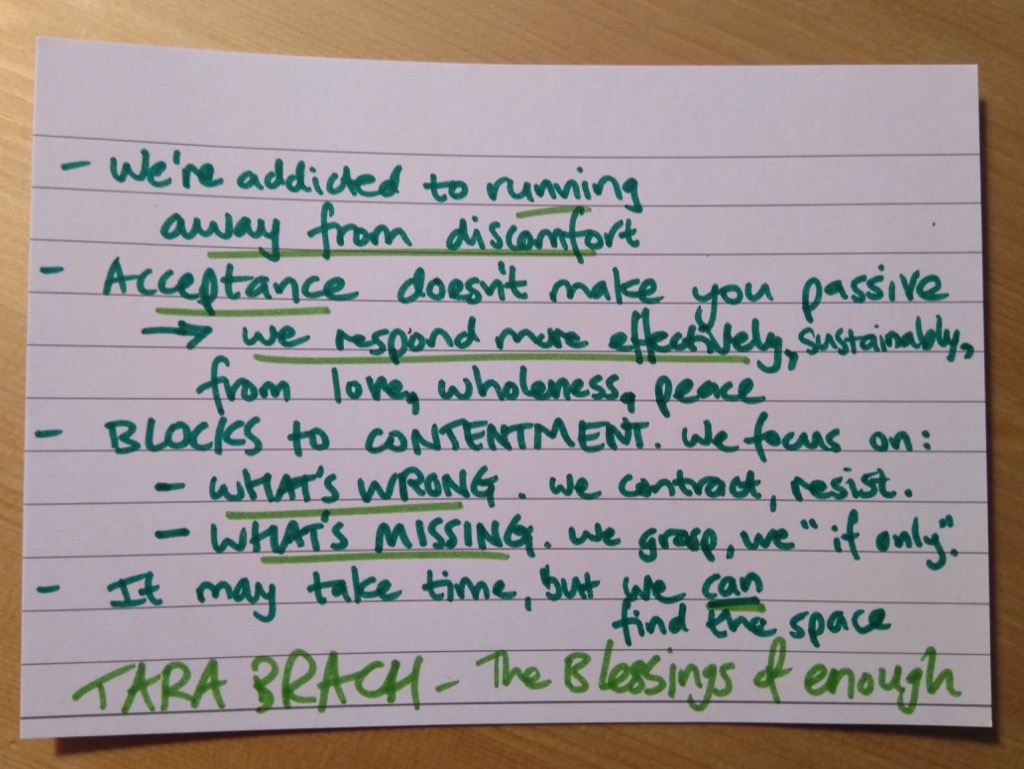 - We're addicted to running
away from discomfort
- Acceptance doesn't make you passive
→ we respond more effectively, sustainably,
from love, wholeness, peace
- BLOCKS to CONTENTMENT. We focus on:
- WHAT'S WRONG. We contract, resist.
- WHAT'S MISSING. We grasp, we "if only".
- It may take time, but we can
find the space
TARA BRACH - The Blessings of enough